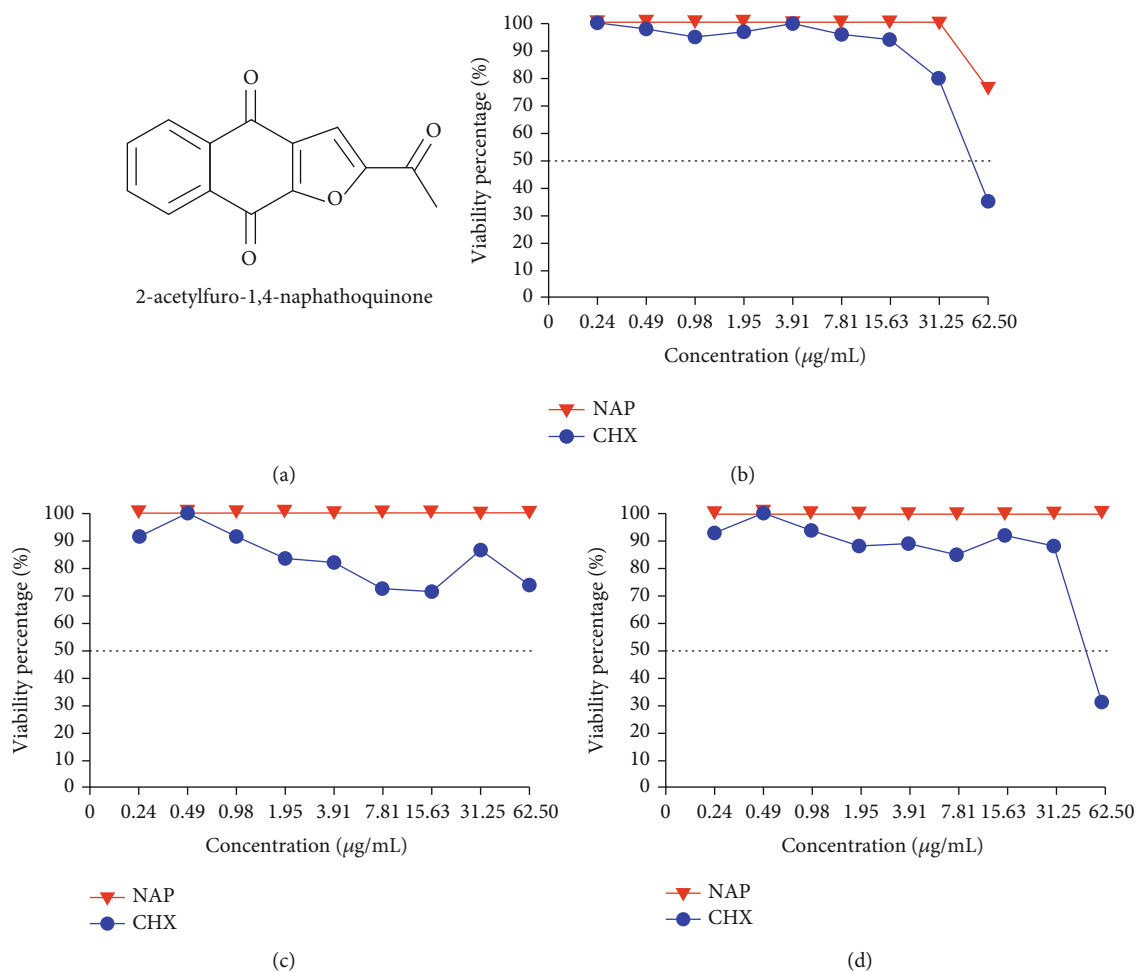 O
O
O
O
2-acetylfuro-1,4-naphathoquinone
(a)
Viability percentage (%)
100
90
80
70
60
50
40
30
20
10
0
0 0.24 0.49 0.98 1.95 3.91 7.81 15.63 31.25 62.50
Concentration (μg/mL)
NAP
CHX
(b)
Viability percentage (%)
100
90
80
70
60
50
40
30
20
10
0
0 0.24 0.49 0.98 1.95 3.91 7.81 15.63 31.25 62.50
Concentration (μg/mL)
NAP
CHX
(c)
Viability percentage (%)
100
90
80
70
60
50
40
30
20
10
0
0 0.24 0.49 0.98 1.95 3.91 7.81 15.63 31.25 62.50
Concentration (μg/mL)
NAP
CHX
(d)